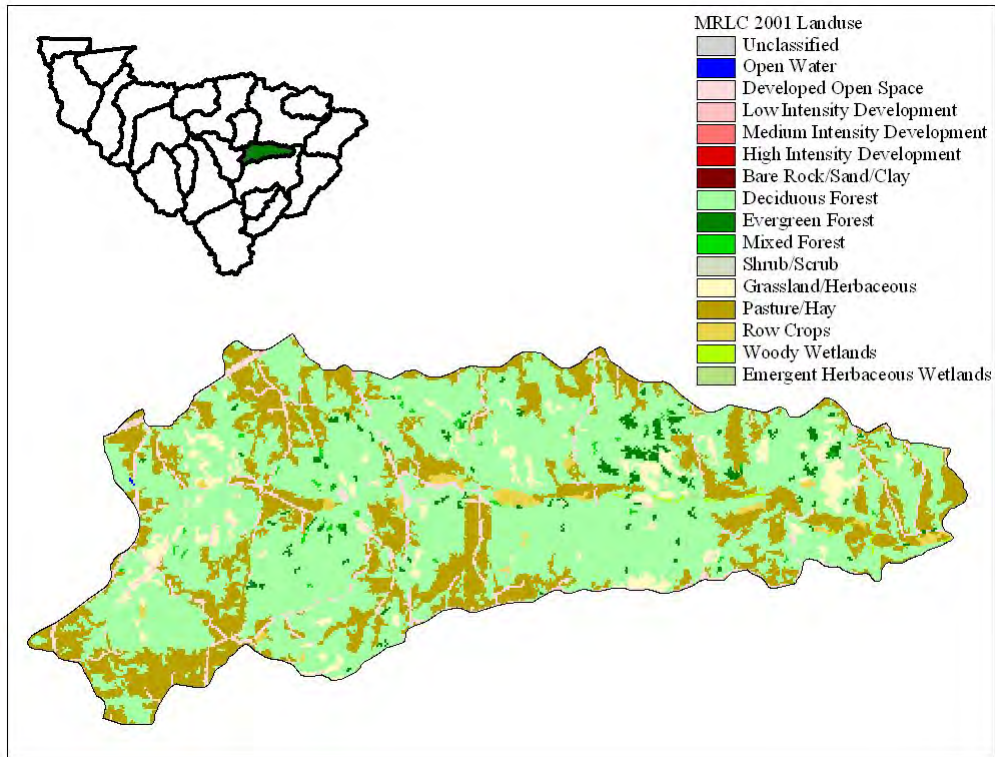 MRLC 2001 Landuse
Unclassified
Open Water
Developed Open Space
Low Intensity Development
Medium Intensity Development
High Intensity Development
Bare Rock/Sand/Clay
Deciduous Forest
Evergreen Forest
Mixed Forest
Shrub/Scrub
Grassland/Herbaceous
Pasture/Hay
Row Crops
Woody Wetlands
Emergent Herbaceous Wetlands